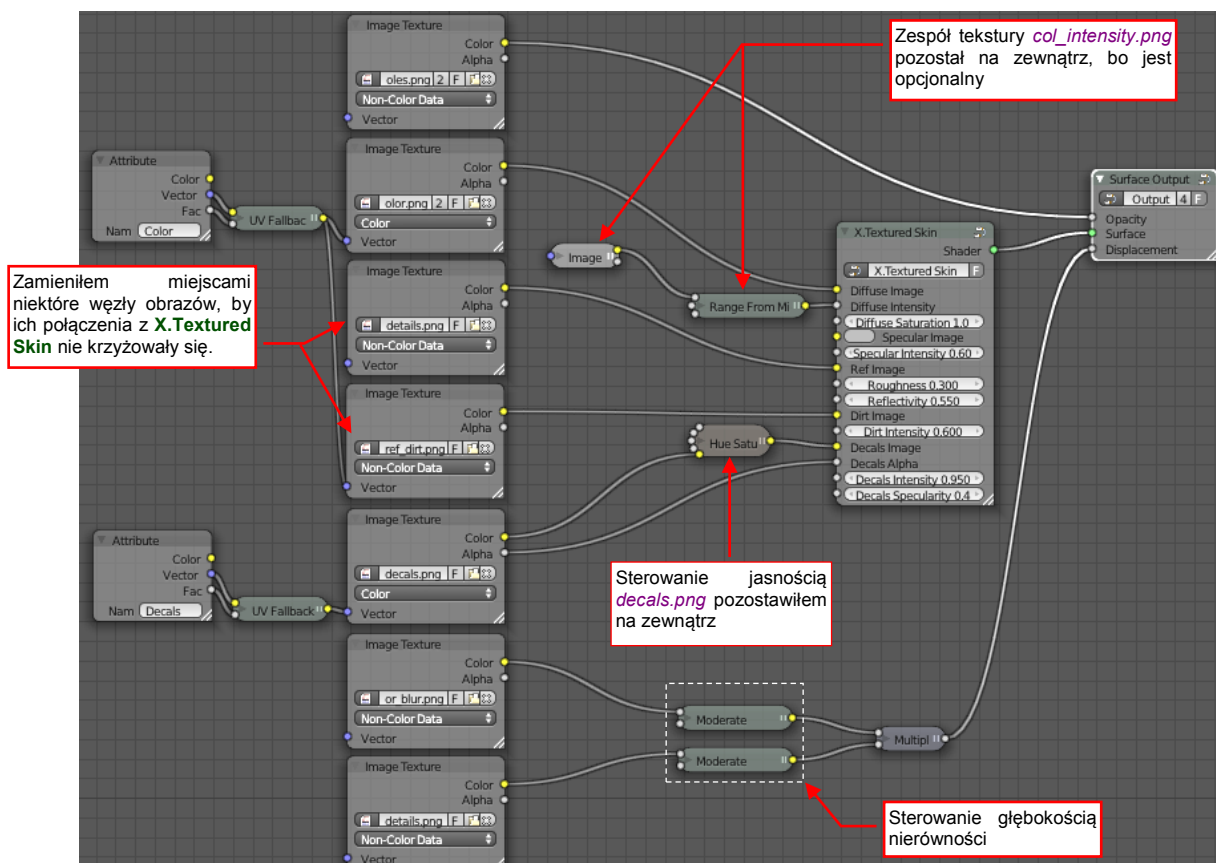 Image Texture
Color
Alpha
oles.png 2 F
Non-Color Data
Vector
Zespół tekstury col_intensity.png
pozostał na zewnątrz, bo jest
opcjonalny
Attribute
Color
Vector
Fac
Nam Color
UV Fallbac
Image Texture
Color
Alpha
olor.png 2 F
Color
Vector
Surface Output
Output 4 F
Opacity
Surface
Displacement
Zamieniłem miejscami
niektóre węzły obrazów, by
ich połączenia z X.Textured
Skin nie krzyżowały się.
Image Texture
Color
Alpha
details.png F
Non-Color Data
Vector
Image
Range From Mi
X.Textured Skin
Shader
X.Textured Skin F
Diffuse Image
Diffuse Intensity
Diffuse Saturation 1.0
Specular Image
Specular Intensity 0.60
Ref Image
Roughness 0.300
Reflectivity 0.550
Dirt Image
Dirt Intensity 0.600
Decals Image
Decals Alpha
Decals Intensity 0.950
Decals Specularity 0.4
Image Texture
Color
Alpha
ref_dirt.png F
Non-Color Data
Vector
Hue Satu
Attribute
Color
Vector
Fac
Nam Decals
UV Fallback
Image Texture
Color
Alpha
decals.png F
Color
Vector
Sterowanie jasnością
decals.png pozostawiłem
na zewnątrz
Image Texture
Color
Alpha
or_blur.png F
Non-Color Data
Vector
Moderate
Moderate
Multipl
Image Texture
Color
Alpha
details.png F
Non-Color Data
Vector
Sterowanie głębokością
nierówności